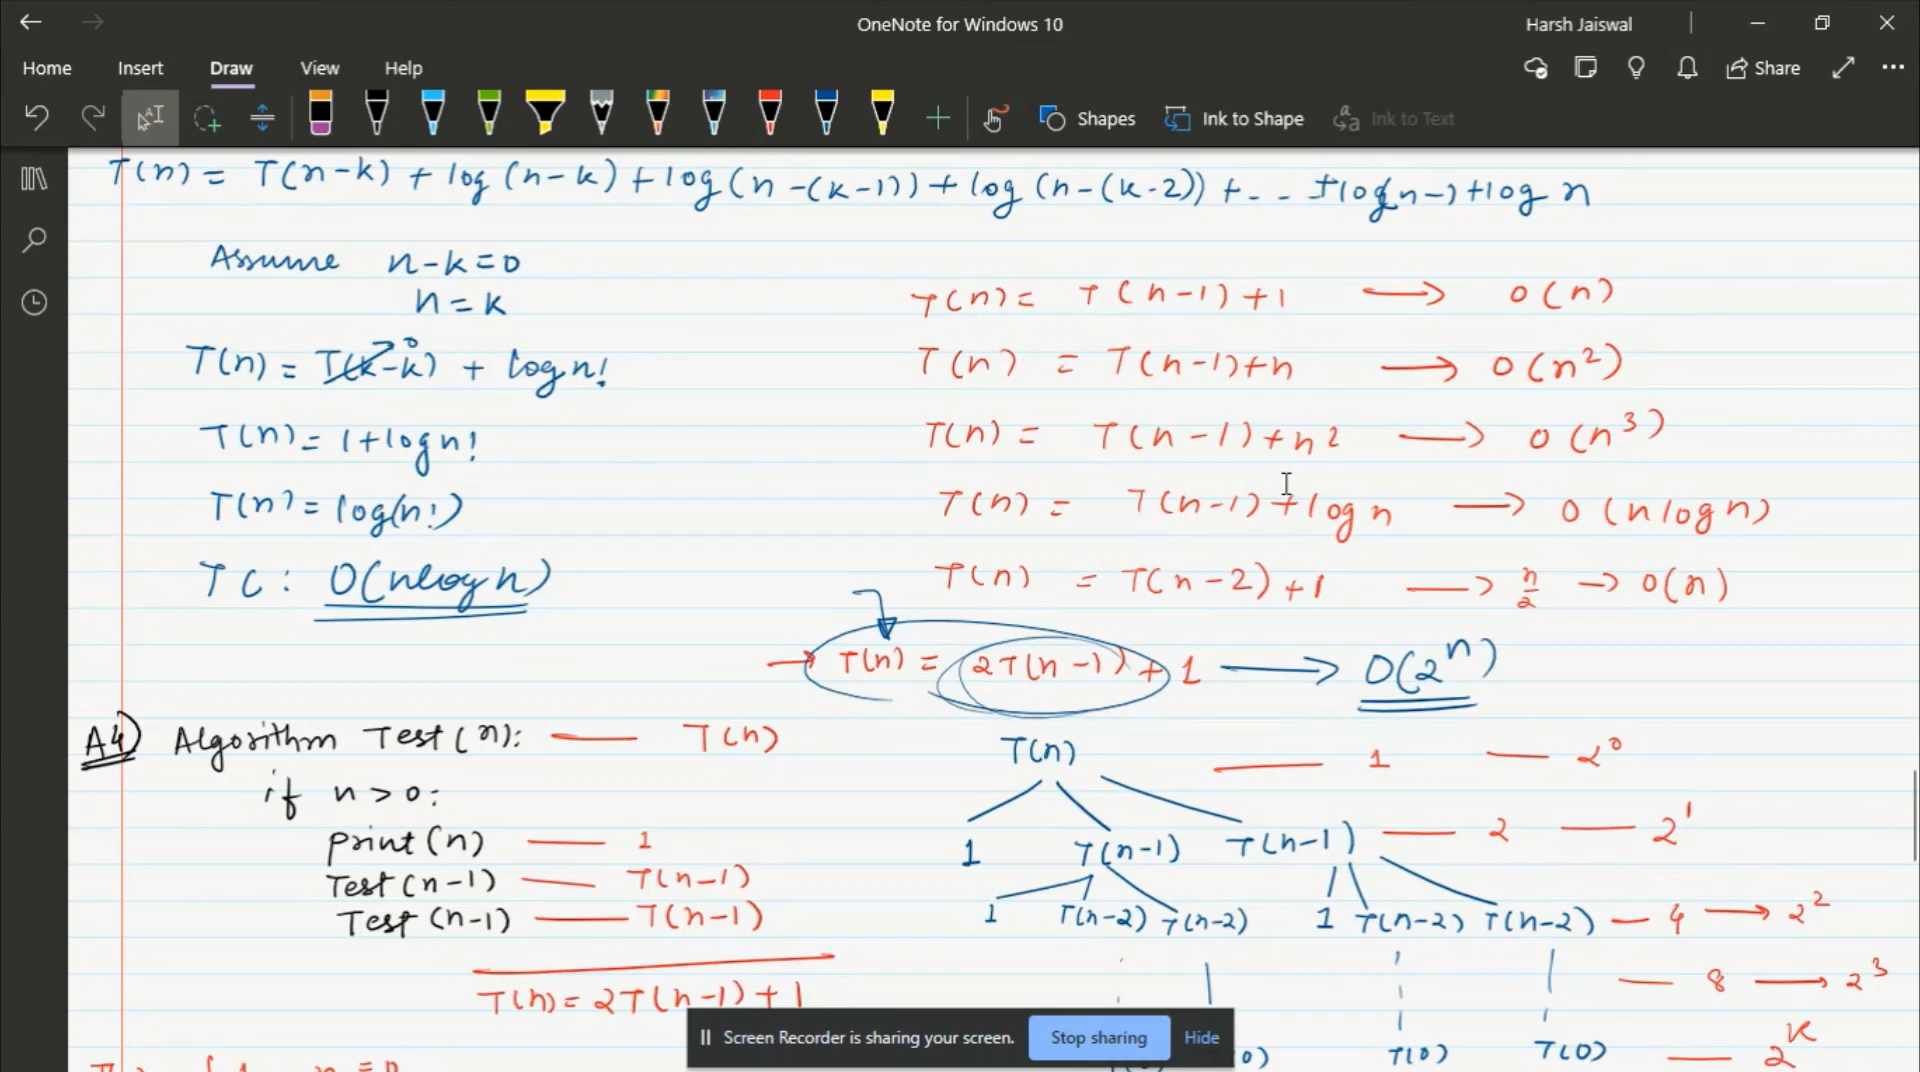 OneNote for Windows 10
Harsh Jaiswal
Home Insert Draw View Help
Share
Shapes Ink to Shape Ink to Text
T(n) = T(n-k) + log(n-k) + log(n-(k-1)) + log(n-(k-2)) + - - + log(n-1) + log n
Assume n-k=0
n=k
T(n) = T(k-k) 0 + log n!
T(n) = 1+log n!
T(n) = log(n!)
TC: O(n log n)
T(n) = T(n-1)+1 → O(n)
T(n) = T(n-1)+n → O(n²)
T(n) = T(n-1)+n² → O(n³)
T(n) = T(n-1)+log n → O(n log n)
T(n) = T(n-2)+1 → n/2 → O(n)
→ T(n) = 2T(n-1)+1 → O(2ⁿ)
A4) Algorithm Test(n): — T(n)
if n>0:
print(n) — 1
Test(n-1) — T(n-1)
Test(n-1) — T(n-1)
T(n) = 2T(n-1)+1
T(n) — 1 — 2⁰
1 T(n-1) T(n-1) — 2 — 2¹
1 T(n-2) T(n-2) 1 T(n-2) T(n-2) — 4 → 2²
— 8 → 2³
T(0) T(0) — 2ᴷ
Screen Recorder is sharing your screen. Stop sharing Hide